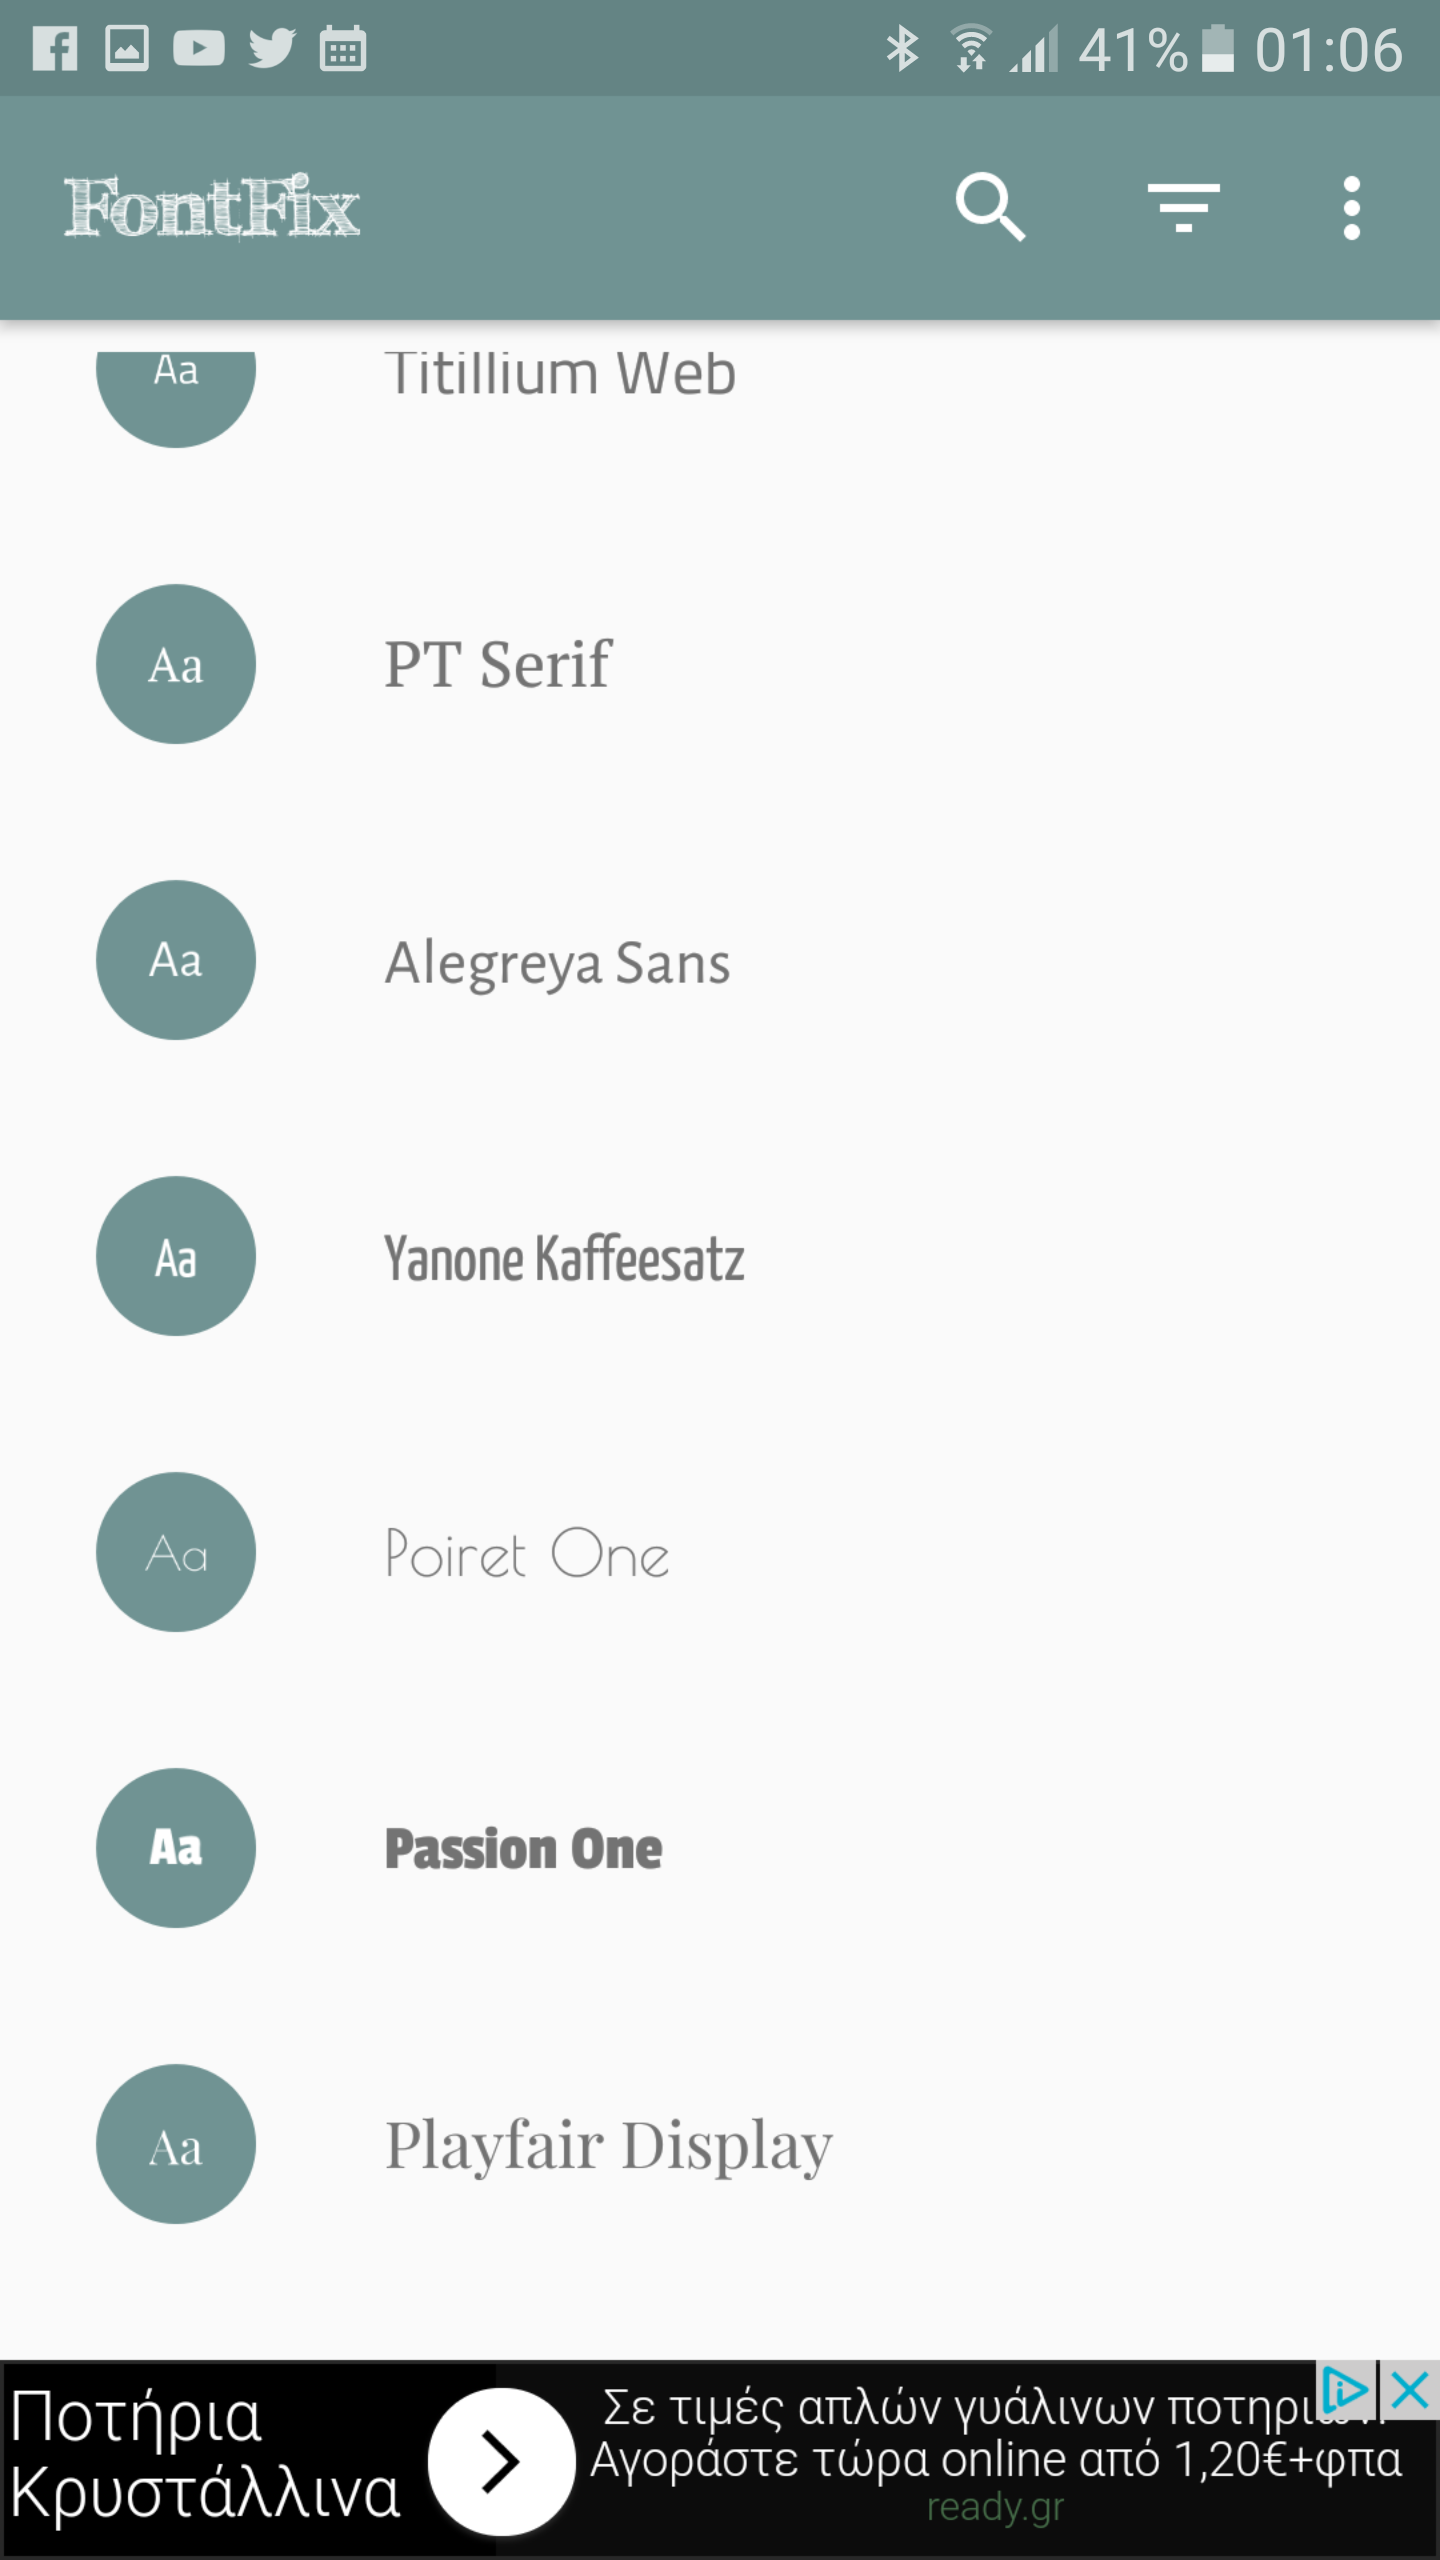 41% 01:06
FontFix
Aa Titillium Web
Aa PT Serif
Aa Alegreya Sans
Aa Yanone Kaffeesatz
Aa Poiret One
Aa Passion One
Aa Playfair Display
Ποτήρια
Κρυστάλλινα
Σε τιμές απλών γυάλινων
Αγοράστε τώρα online από 1,20€+φπα
ready.gr